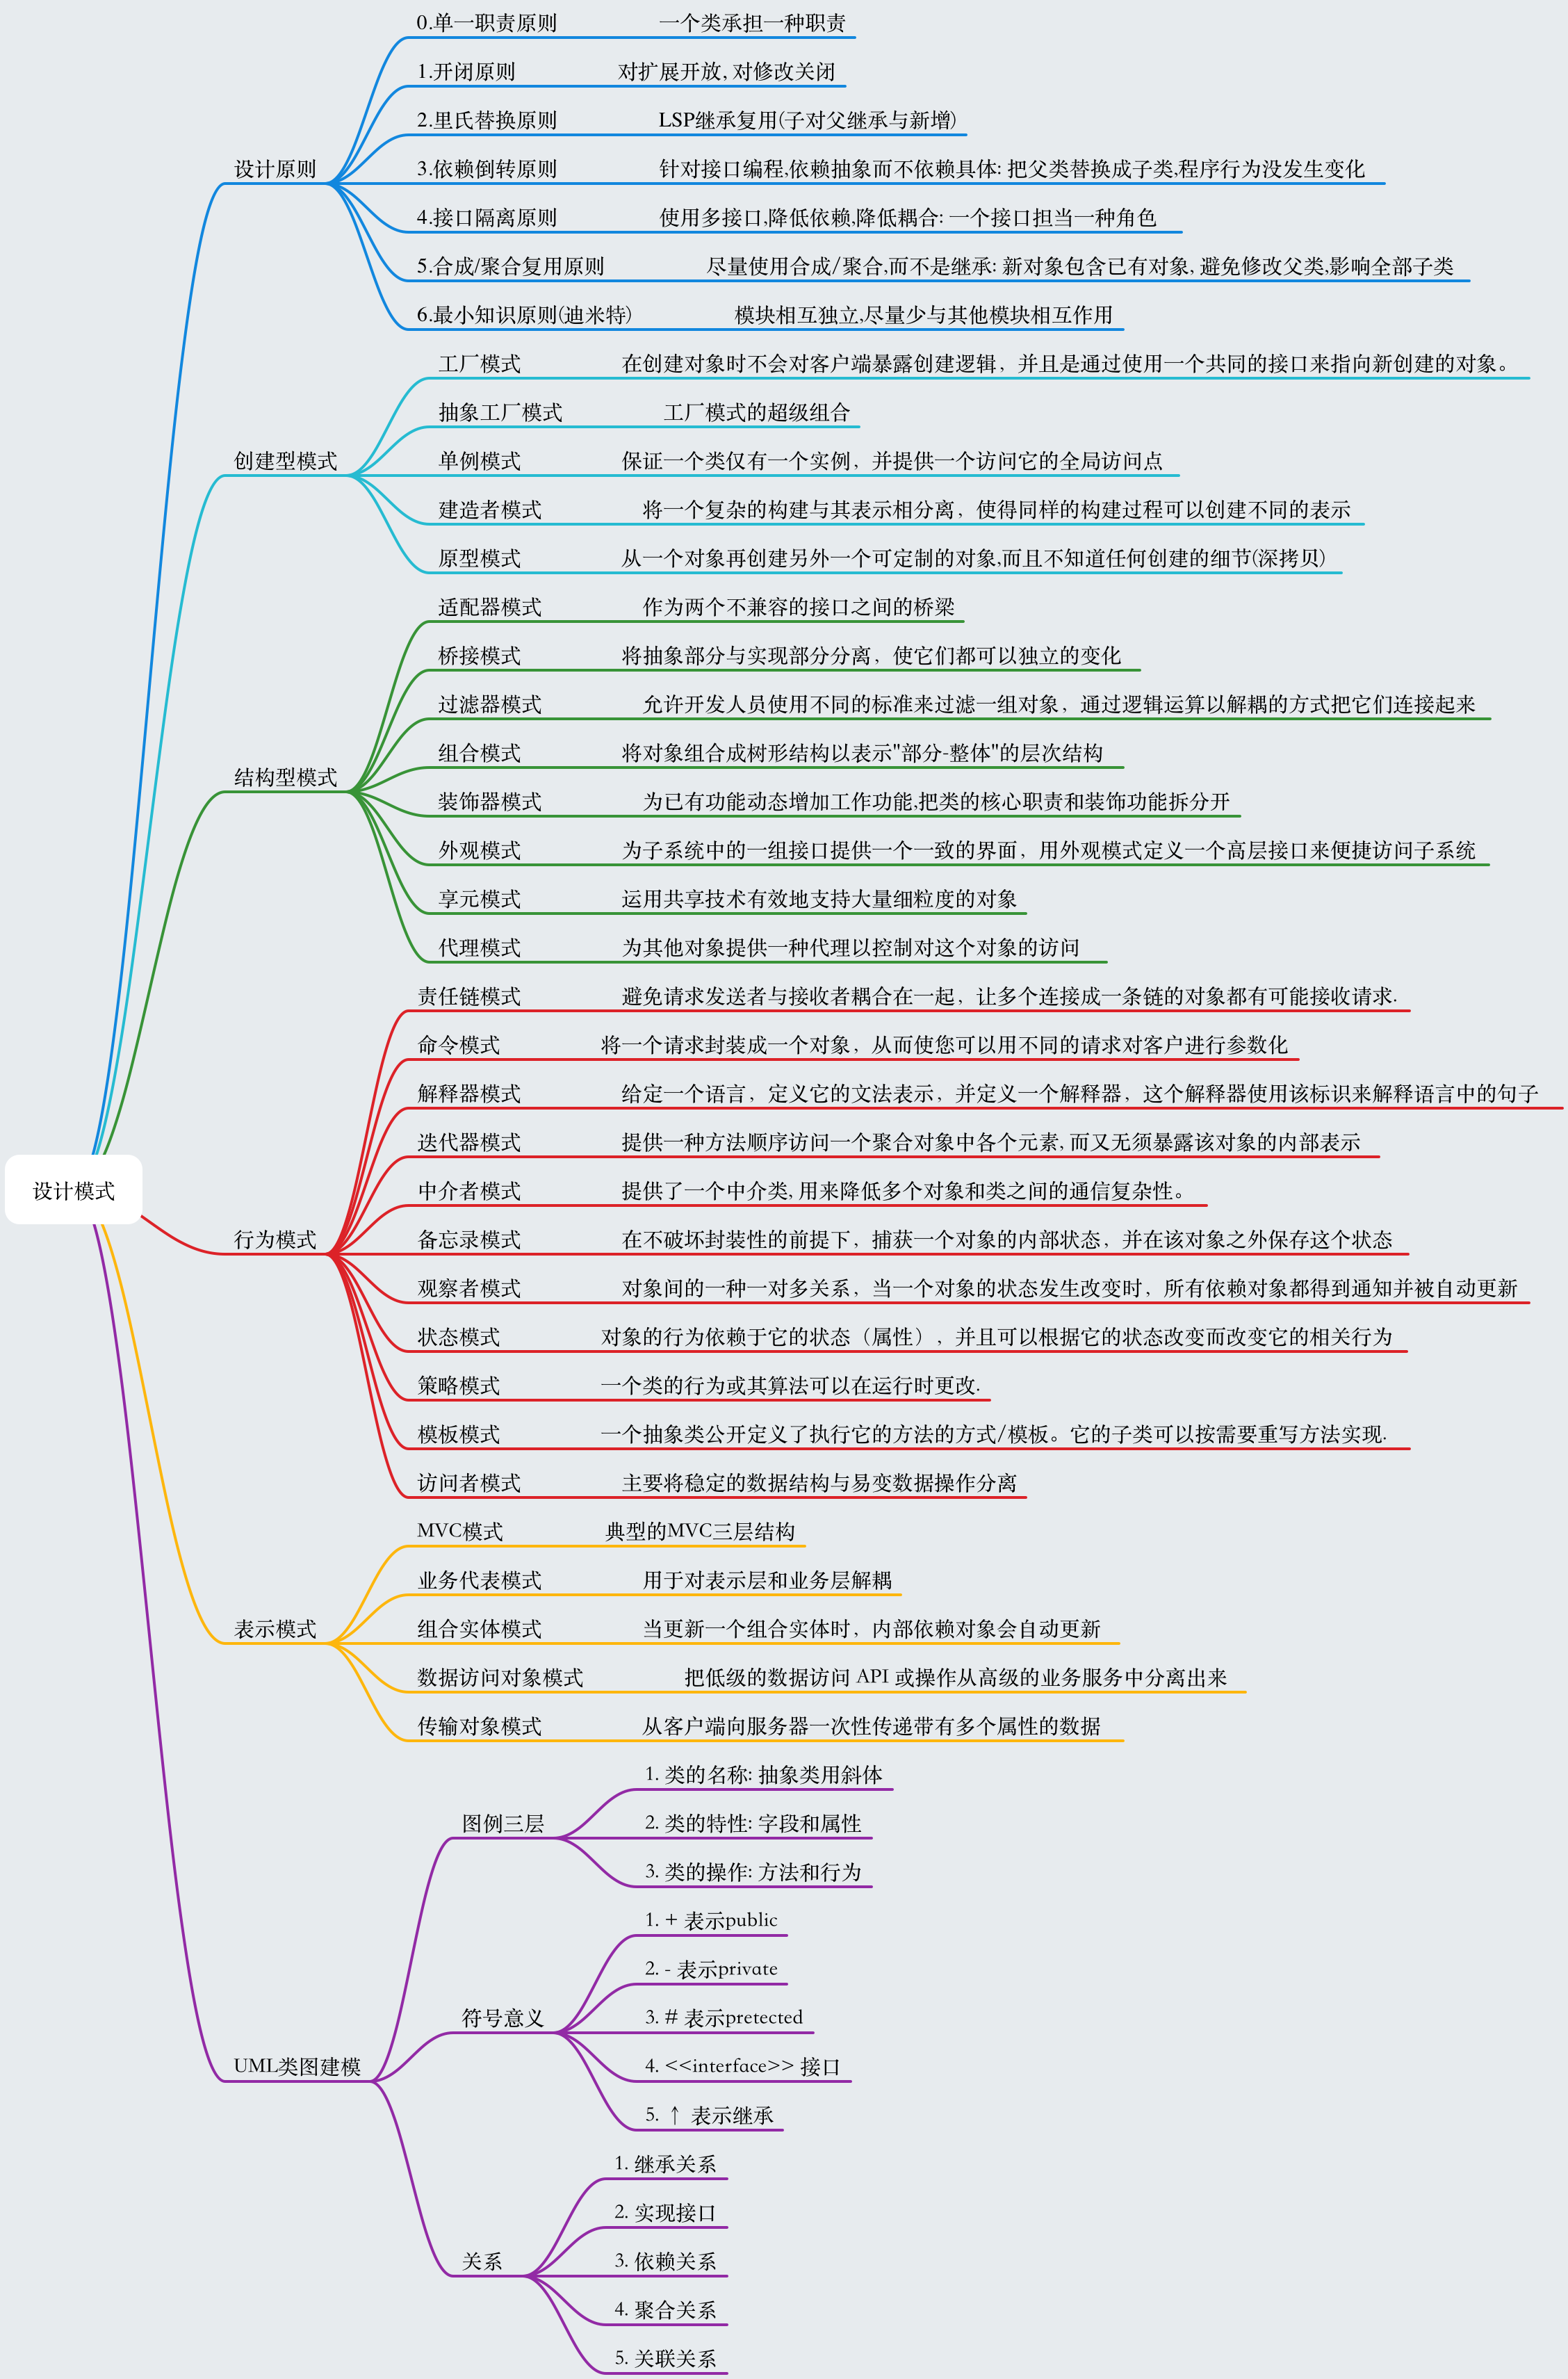 设计模式
设计原则
0.单一职责原则 一个类承担一种职责
1.开闭原则 对扩展开放, 对修改关闭
2.里氏替换原则 LSP继承复用(子对父继承与新增)
3.依赖倒转原则 针对接口编程,依赖抽象而不依赖具体: 把父类替换成子类,程序行为没发生变化
4.接口隔离原则 使用多接口,降低依赖,降低耦合: 一个接口担当一种角色
5.合成/聚合复用原则 尽量使用合成/聚合,而不是继承: 新对象包含已有对象, 避免修改父类,影响全部子类
6.最小知识原则(迪米特) 模块相互独立,尽量少与其他模块相互作用
创建型模式
工厂模式 在创建对象时不会对客户端暴露创建逻辑，并且是通过使用一个共同的接口来指向新创建的对象。
抽象工厂模式 工厂模式的超级组合
单例模式 保证一个类仅有一个实例，并提供一个访问它的全局访问点
建造者模式 将一个复杂的构建与其表示相分离，使得同样的构建过程可以创建不同的表示
原型模式 从一个对象再创建另外一个可定制的对象,而且不知道任何创建的细节(深拷贝)
结构型模式
适配器模式 作为两个不兼容的接口之间的桥梁
桥接模式 将抽象部分与实现部分分离，使它们都可以独立的变化
过滤器模式 允许开发人员使用不同的标准来过滤一组对象，通过逻辑运算以解耦的方式把它们连接起来
组合模式 将对象组合成树形结构以表示"部分-整体"的层次结构
装饰器模式 为已有功能动态增加工作功能,把类的核心职责和装饰功能拆分开
外观模式 为子系统中的一组接口提供一个一致的界面，用外观模式定义一个高层接口来便捷访问子系统
享元模式 运用共享技术有效地支持大量细粒度的对象
代理模式 为其他对象提供一种代理以控制对这个对象的访问
行为模式
责任链模式 避免请求发送者与接收者耦合在一起，让多个连接成一条链的对象都有可能接收请求.
命令模式 将一个请求封装成一个对象，从而使您可以用不同的请求对客户进行参数化
解释器模式 给定一个语言，定义它的文法表示，并定义一个解释器，这个解释器使用该标识来解释语言中的句子
迭代器模式 提供一种方法顺序访问一个聚合对象中各个元素, 而又无须暴露该对象的内部表示
中介者模式 提供了一个中介类, 用来降低多个对象和类之间的通信复杂性。
备忘录模式 在不破坏封装性的前提下，捕获一个对象的内部状态，并在该对象之外保存这个状态
观察者模式 对象间的一种一对多关系，当一个对象的状态发生改变时，所有依赖对象都得到通知并被自动更新
状态模式 对象的行为依赖于它的状态（属性），并且可以根据它的状态改变而改变它的相关行为
策略模式 一个类的行为或其算法可以在运行时更改.
模板模式 一个抽象类公开定义了执行它的方法的方式/模板。它的子类可以按需要重写方法实现.
访问者模式 主要将稳定的数据结构与易变数据操作分离
表示模式
MVC模式 典型的MVC三层结构
业务代表模式 用于对表示层和业务层解耦
组合实体模式 当更新一个组合实体时，内部依赖对象会自动更新
数据访问对象模式 把低级的数据访问 API 或操作从高级的业务服务中分离出来
传输对象模式 从客户端向服务器一次性传递带有多个属性的数据
UML类图建模
图例三层
1. 类的名称: 抽象类用斜体
2. 类的特性: 字段和属性
3. 类的操作: 方法和行为
符号意义
1. + 表示public
2. - 表示private
3. # 表示pretected
4. <<interface>> 接口
5. ↑ 表示继承
关系
1. 继承关系
2. 实现接口
3. 依赖关系
4. 聚合关系
5. 关联关系